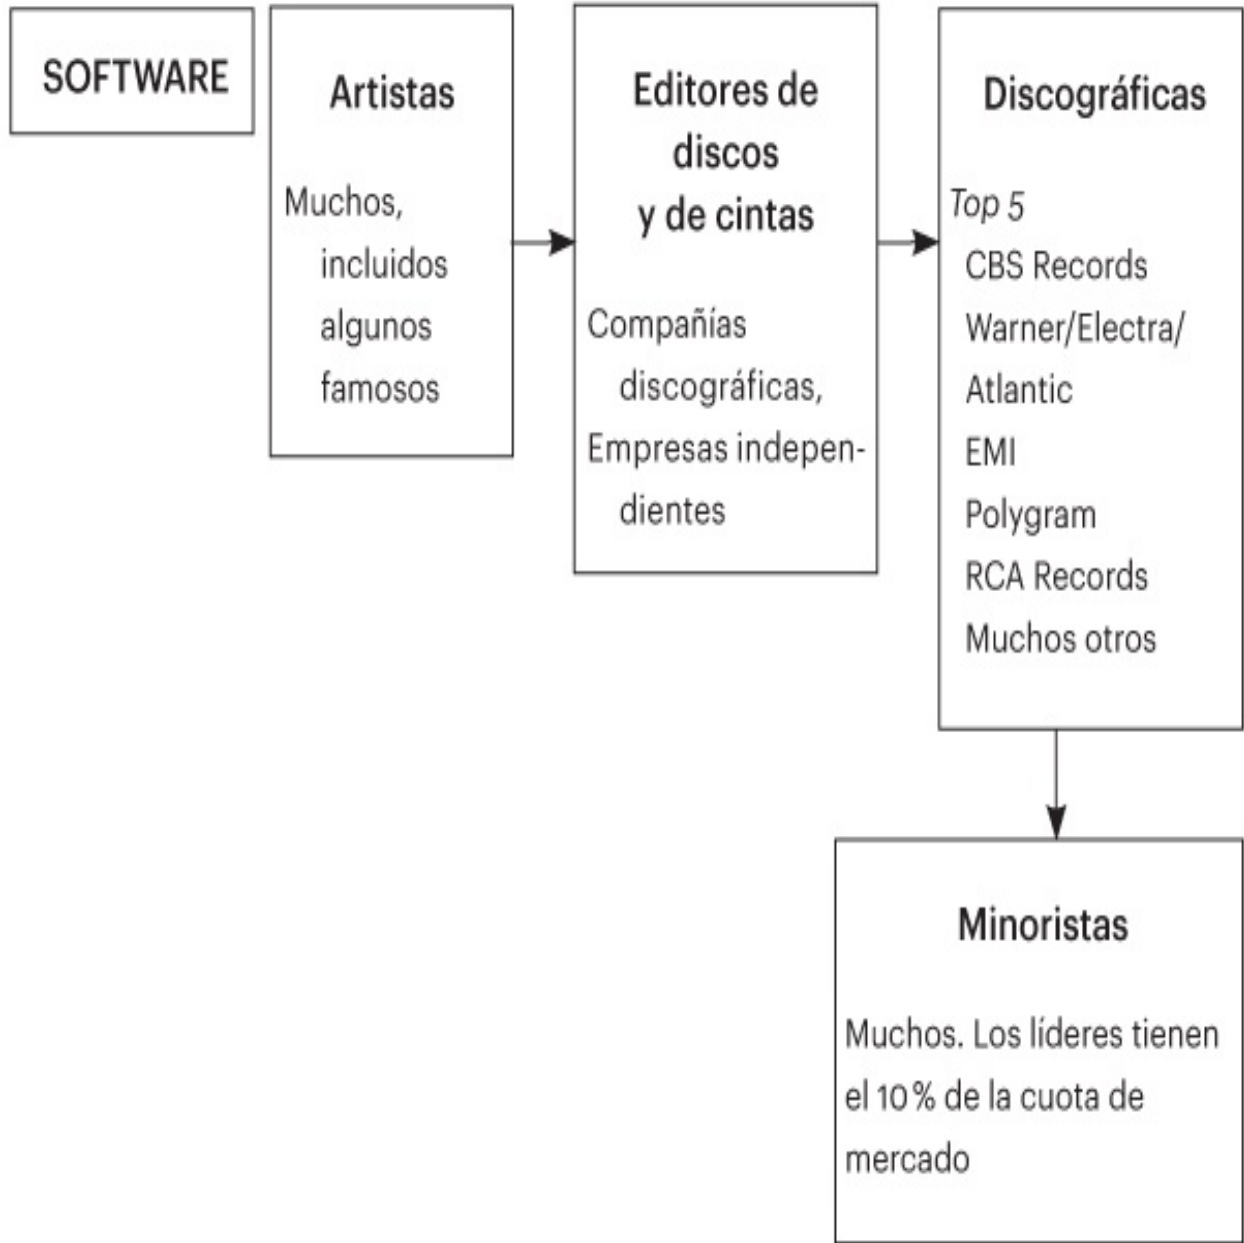 SOFTWARE
Artistas
Muchos,
incluidos
algunos
famosos
Editores de
discos
y de cintas
Compañías
discográficas,
Empresas indepen-
dientes
Discográficas
Top 5
CBS Records
Warner/Electra/
Atlantic
EMI
Polygram
RCA Records
Muchos otros
Minoristas
Muchos. Los líderes tienen
el 10 % de la cuota de
mercado